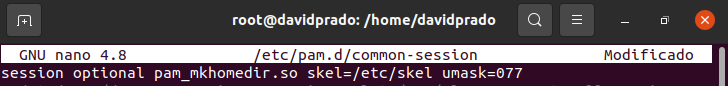 root@davidprado: /home/davidprado
GNU nano 4.8 /etc/pam.d/common-session Modificado
session optional pam_mkhomedir.so skel=/etc/skel umask=077